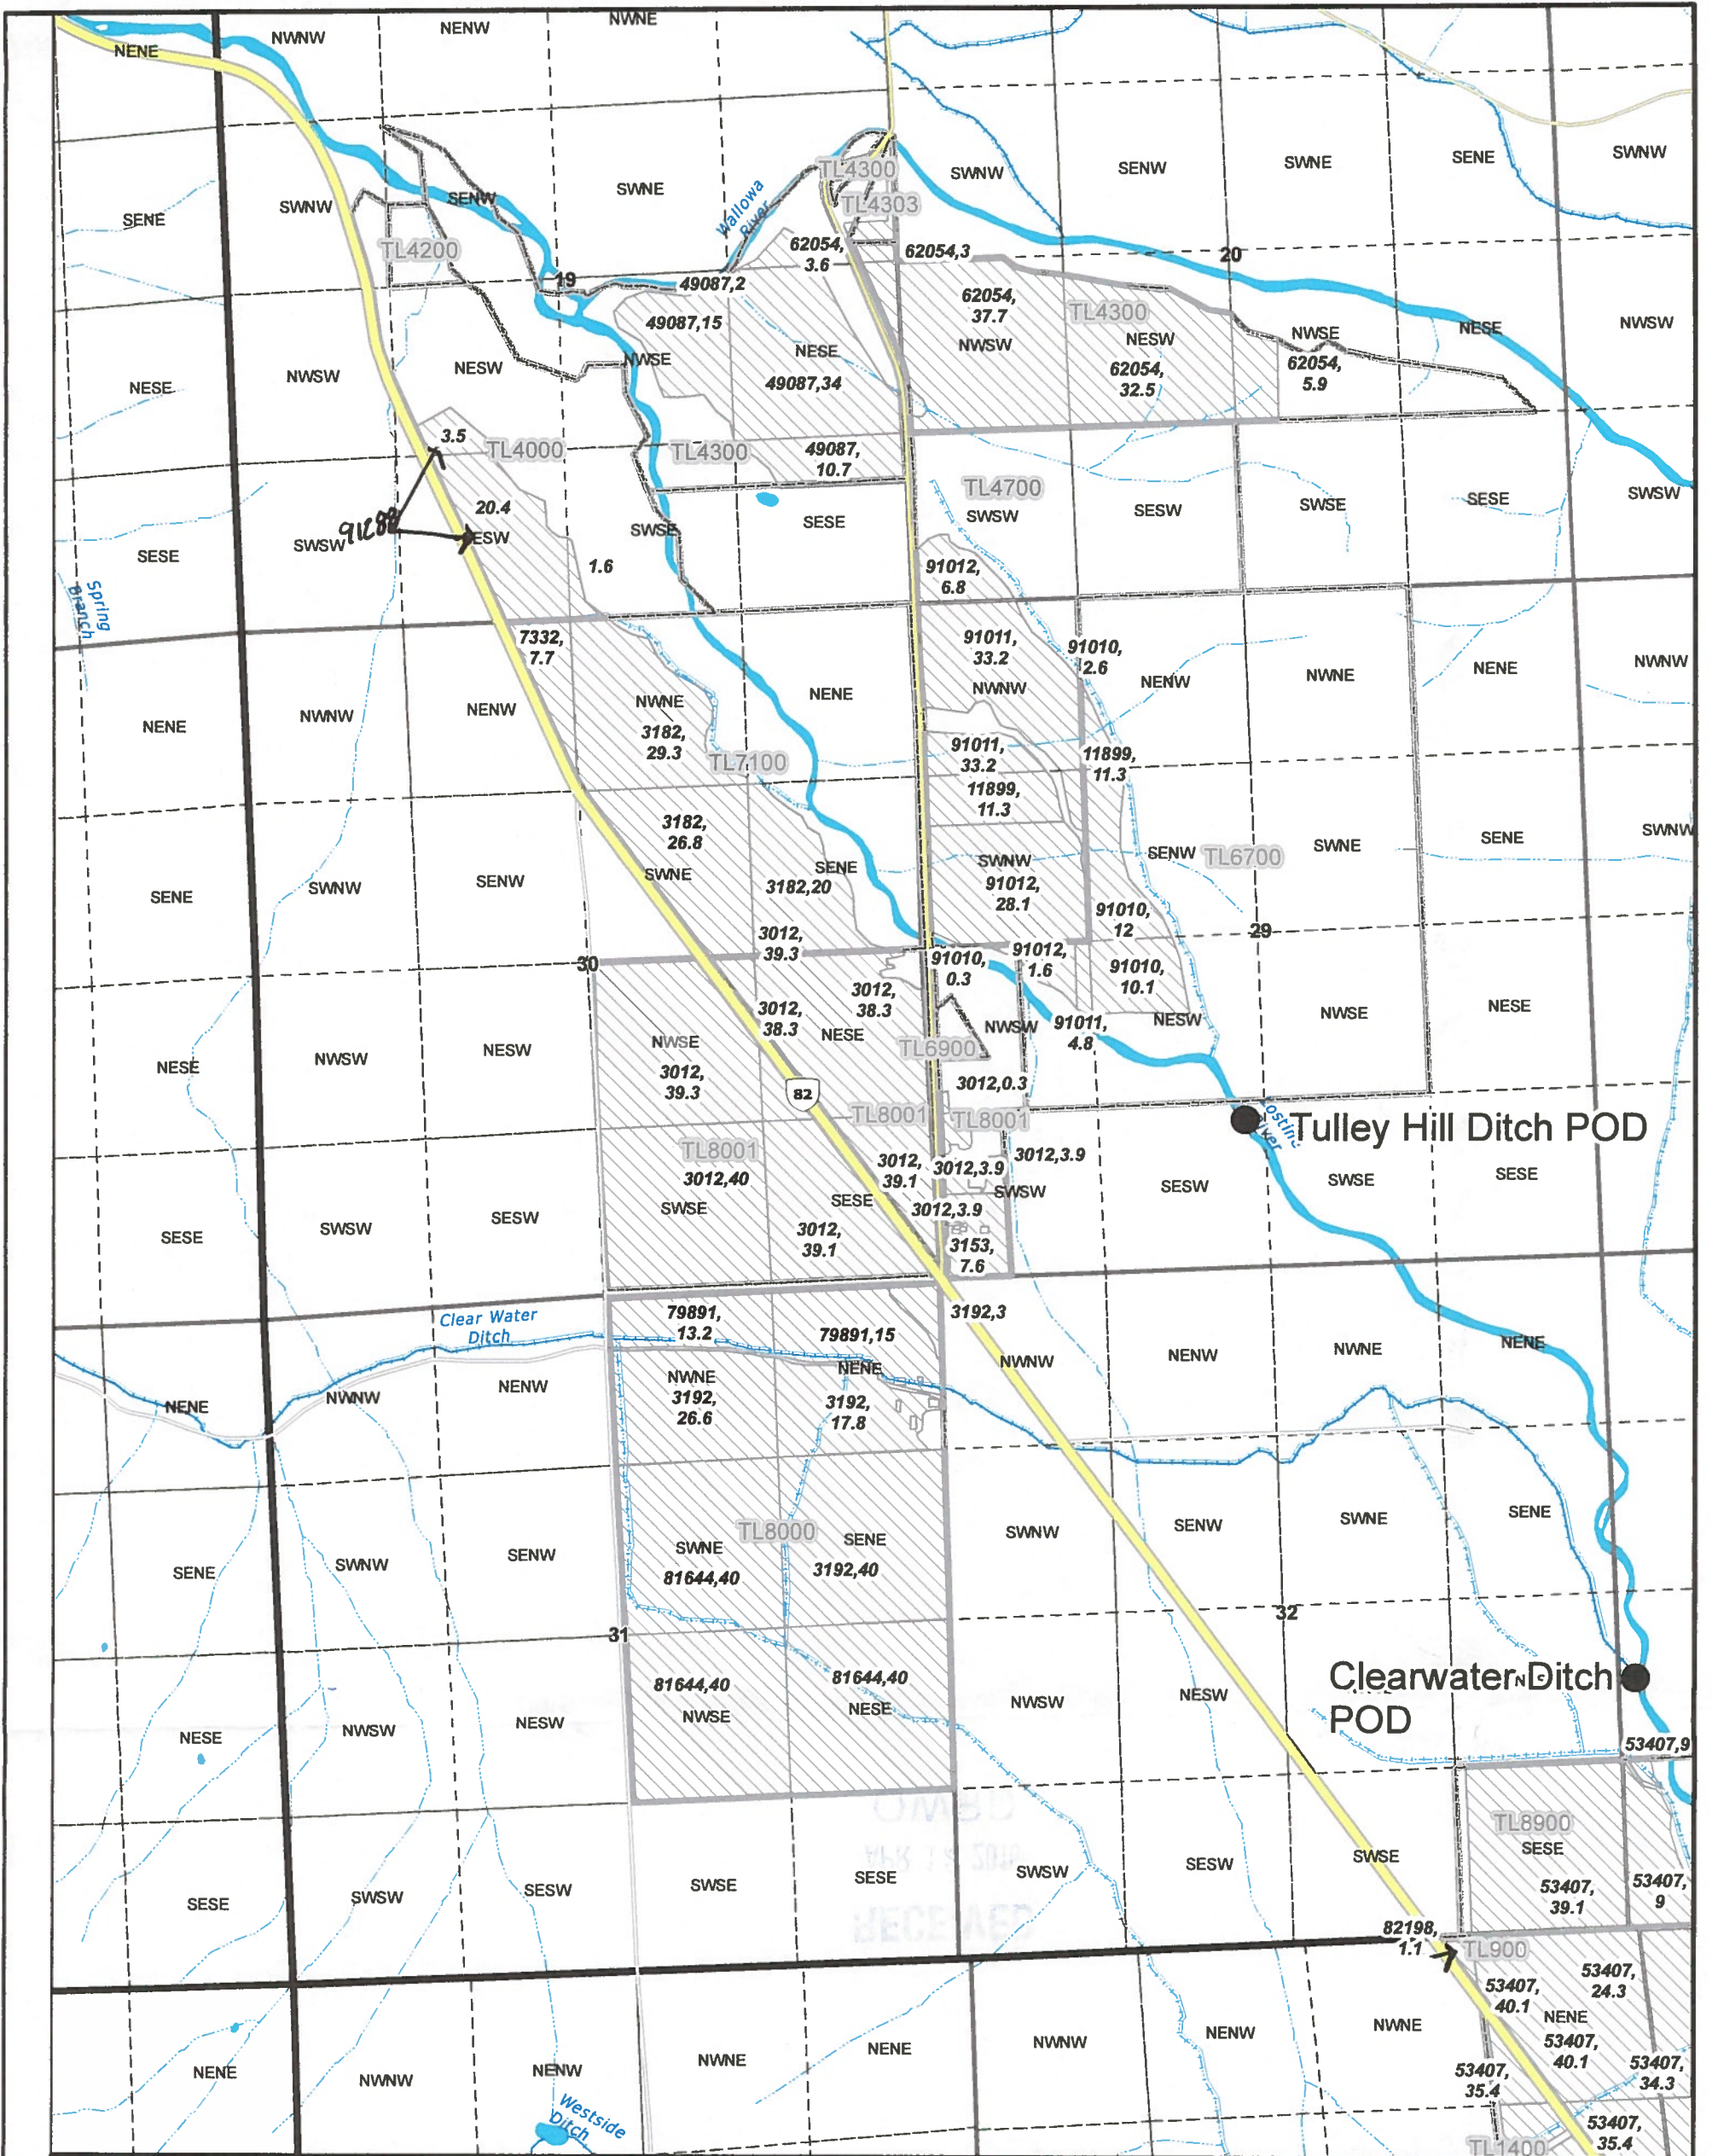 NENE
NWNW
NENW
NWNE
SENE
SWNW
SENW
SWNE
Wallowa
River
TL4300
TL4303
SWNW
SENW
SWNE
SENE
SWNW
TL4200
19
49087,2
62054,
3.6
62054,3
20
49087,15
62054,
37.7
TL4300
NESE
NWSW
NESW
NWSE
NESE
49087,34
NWSW
NESW
62054,
32.5
NWSE
62054,
5.9
NESE
NWSW
3.5
TL4000
TL4300
49087,
10.7
TL4700
20.4
SESE
SWSW
91288
ESW
SWSE
SESE
SWSW
SESW
SWSE
SESE
SWSW
1.6
91012,
6.8
Spring
Branch
7332,
7.7
91011,
33.2
91010,
2.6
NENE
NWNW
NENW
NWNE
3182,
29.3
NENE
NWNW
NENW
NWNE
NENE
NWNW
TL7100
91011,
33.2
11899,
11.3
11899,
11.3
3182,
26.8
SENE
SWNW
SENW
SWNE
SENE
3182,20
SWNW
91012,
28.1
SENW
TL6700
SWNE
SENE
SWNW
91010,
12
29
30
3012,
39.3
91010,
0.3
91012,
1.6
91010,
10.1
3012,
38.3
3012,
38.3
NESE
NWSW
NESW
NWSE
3012,
39.3
NESE
NWSW
91011,
4.8
NESW
NWSE
NESE
TL6900
3012,0.3
82
TL8001
TL8001
Tulley Hill Ditch POD
TL8001
3012,40
3012,
39.1
3012,3.9
3012,3.9
SESE
SWSW
SESW
SWSE
SESE
3012,
39.1
3012,3.9
SWSW
SESW
SWSE
SESE
3153,
7.6
Clear Water
Ditch
79891,
13.2
79891,15
3192,3
NENE
NWNW
NENW
NWNE
3192,
26.6
NENE
3192,
17.8
NWNW
NENW
NWNE
NENE
TL8000
SENE
SWNW
SENW
SWNE
81644,40
SENE
3192,40
SWNW
SENW
SWNE
SENE
31
32
81644,40
81644,40
NESE
NWSW
NESW
NWSE
NESE
NWSW
NESW
Clearwater Ditch
POD
53407,9
TL8900
SESE
SWSW
SESW
SWSE
SESE
SWSW
SESW
SWSE
SESE
53407,
39.1
53407,
9
OWRD
RECEIVED
82198,
1.1
TL900
53407,
40.1
53407,
24.3
NENE
NWNW
NENW
NWNE
NENE
NWNW
NENW
NWNE
NENE
53407,
40.1
53407,
35.4
53407,
34.3
Westside
Ditch
53407,
35.4
TL1400